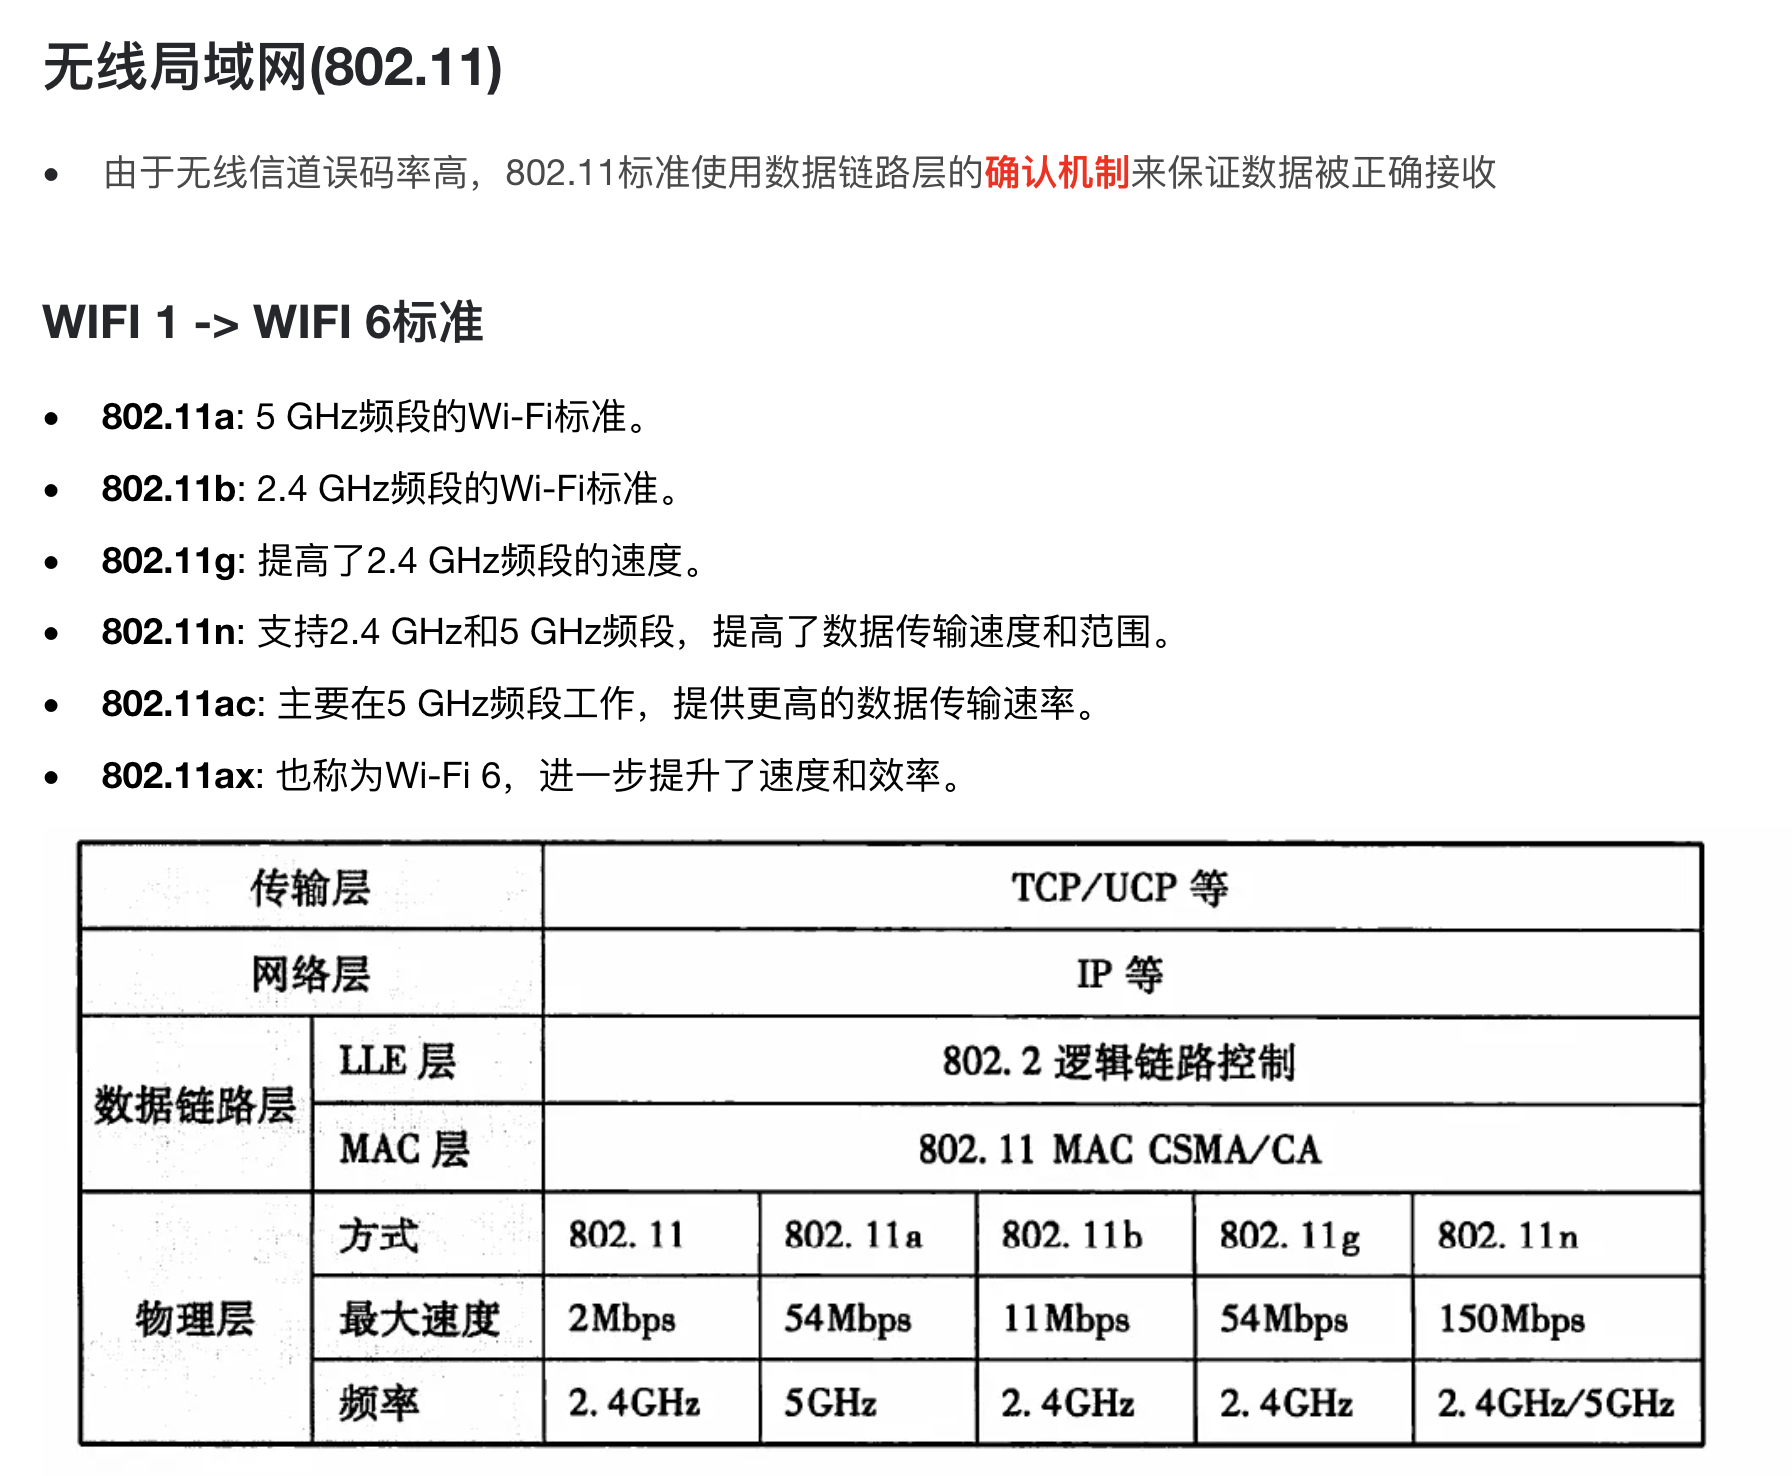 无线局域网(802.11)
由于无线信道误码率高，802.11标准使用数据链路层的确认机制来保证数据被正确接收
WIFI 1 -> WIFI 6标准
802.11a: 5 GHz频段的Wi-Fi标准。
802.11b: 2.4 GHz频段的Wi-Fi标准。
802.11g: 提高了2.4 GHz频段的速度。
802.11n: 支持2.4 GHz和5 GHz频段，提高了数据传输速度和范围。
802.11ac: 主要在5 GHz频段工作，提供更高的数据传输速率。
802.11ax: 也称为Wi-Fi 6，进一步提升了速度和效率。
传输层 TCP/UCP 等
网络层 IP 等
数据链路层
LLE 层 802. 2 逻辑链路控制
MAC 层 802. 11 MAC CSMA/CA
物理层
方式 802. 11 802. 11a 802. 11b 802. 11g 802. 11n
最大速度 2Mbps 54Mbps 11Mbps 54Mbps 150Mbps
频率 2. 4GHz 5GHz 2. 4GHz 2. 4GHz 2. 4GHz/5GHz